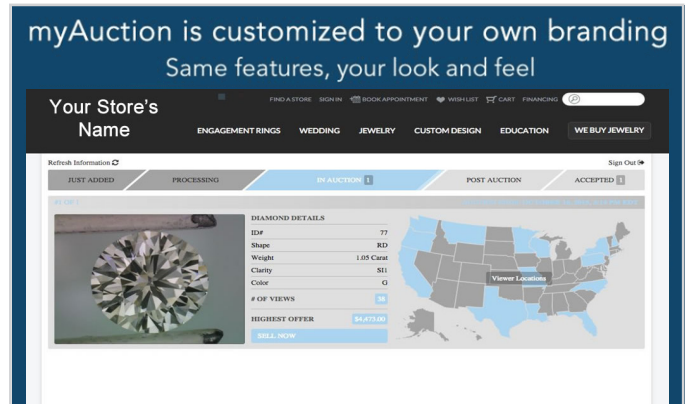 myAuction is customized to your own branding
Same features, your look and feel
Your Store's
Name
FIND A STORE SIGN IN BOOK APPOINTMENT WISH LIST CART FINANCING
ENGAGEMENT RINGS WEDDING JEWELRY CUSTOM DESIGN EDUCATION WE BUY JEWELRY
Refresh Information Sign Out
JUST ADDED PROCESSING IN AUCTION 1 POST AUCTION ACCEPTED 1
DIAMOND DETAILS
ID# 77
Shape RD
Weight 1.05 Carat
Clarity SI1
Color G
# OF VIEWS 38
HIGHEST OFFER $4,473.00
SELL NOW
Viewer Locations